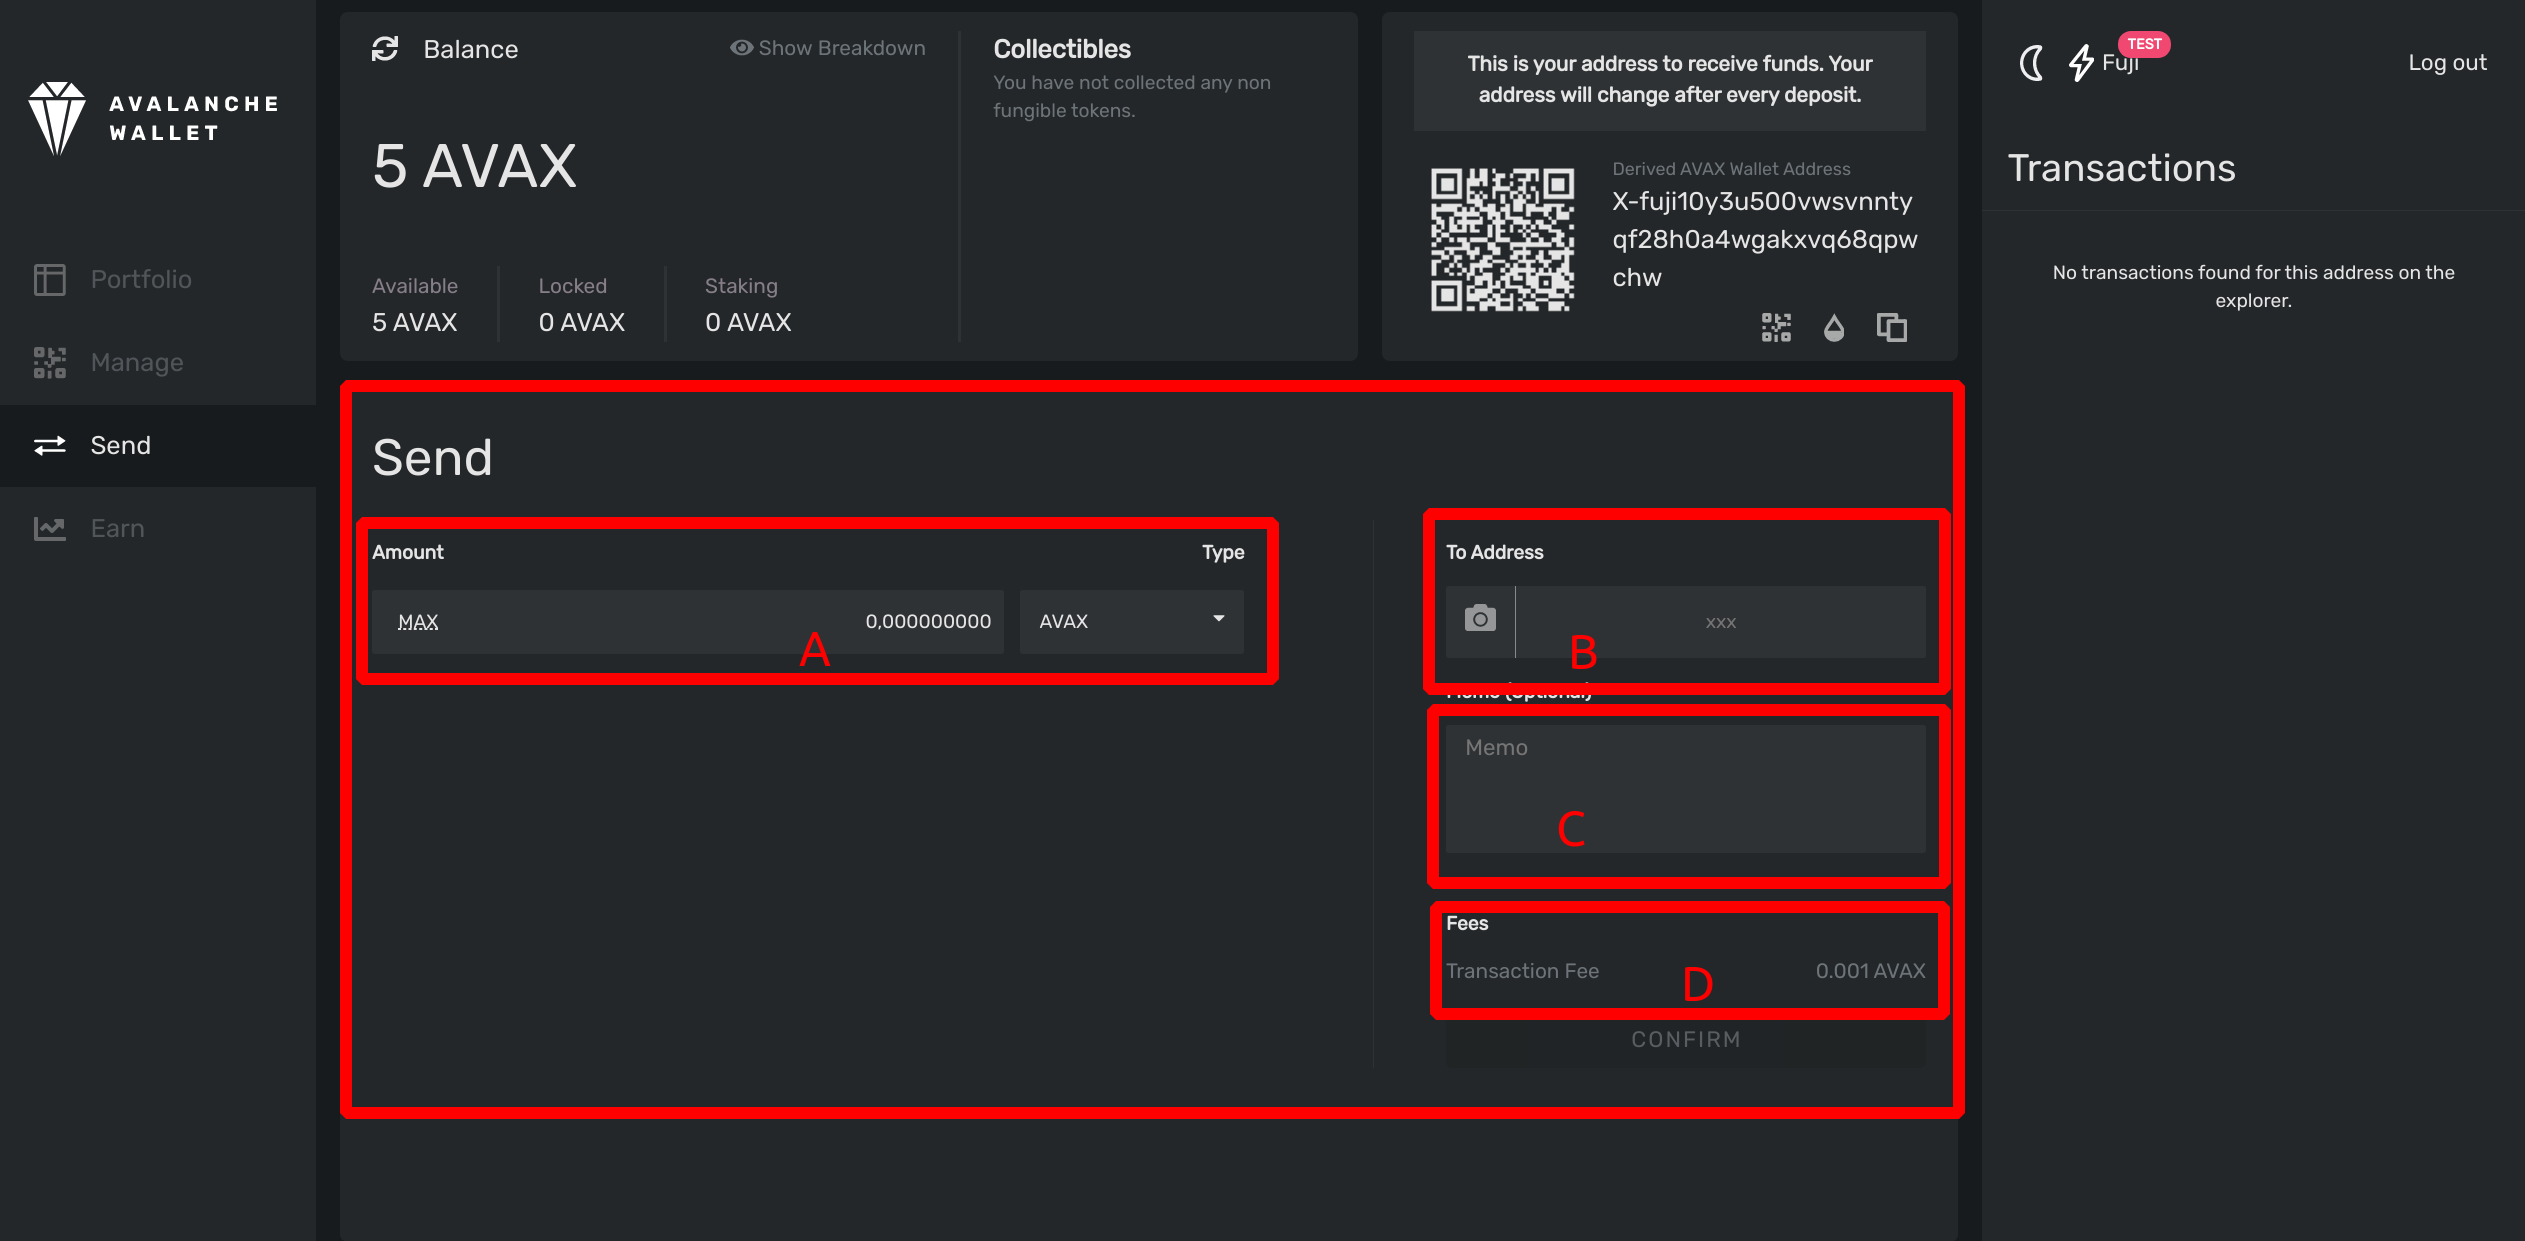 AVALANCHE
WALLET
Portfolio
Manage
Send
Earn
Balance
Show Breakdown
5 AVAX
Available
5 AVAX
Locked
0 AVAX
Staking
0 AVAX
Collectibles
You have not collected any non
fungible tokens.
This is your address to receive funds. Your
address will change after every deposit.
Derived AVAX Wallet Address
X-fuji10y3u500vwsvnnty
qf28h0a4wgakxvq68qpw
chw
Send
Amount
Type
MAX
0,000000000
AVAX
A
To Address
xxx
B
Memo (Optional)
Memo
C
Fees
Transaction Fee
0.001 AVAX
D
CONFIRM
TEST
Fuji
Log out
Transactions
No transactions found for this address on the
explorer.